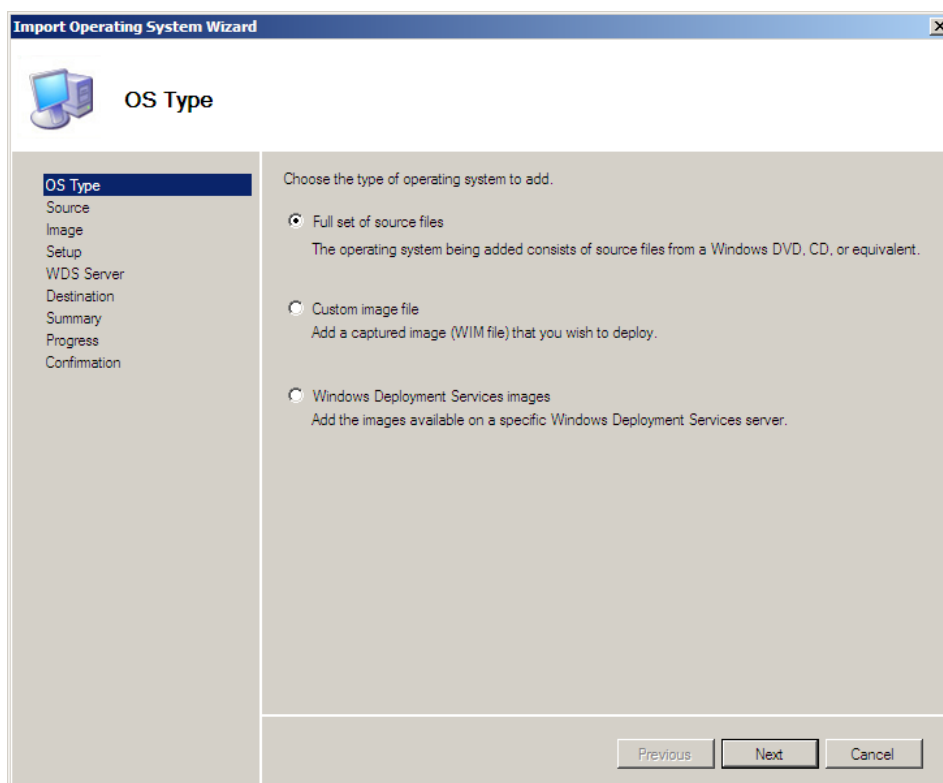 Import Operating System Wizard
OS Type
OS Type
Source
Image
Setup
WDS Server
Destination
Summary
Progress
Confirmation
Choose the type of operating system to add.
Full set of source files
The operating system being added consists of source files from a Windows DVD, CD, or equivalent.
Custom image file
Add a captured image (WIM file) that you wish to deploy.
Windows Deployment Services images
Add the images available on a specific Windows Deployment Services server.
Previous
Next
Cancel